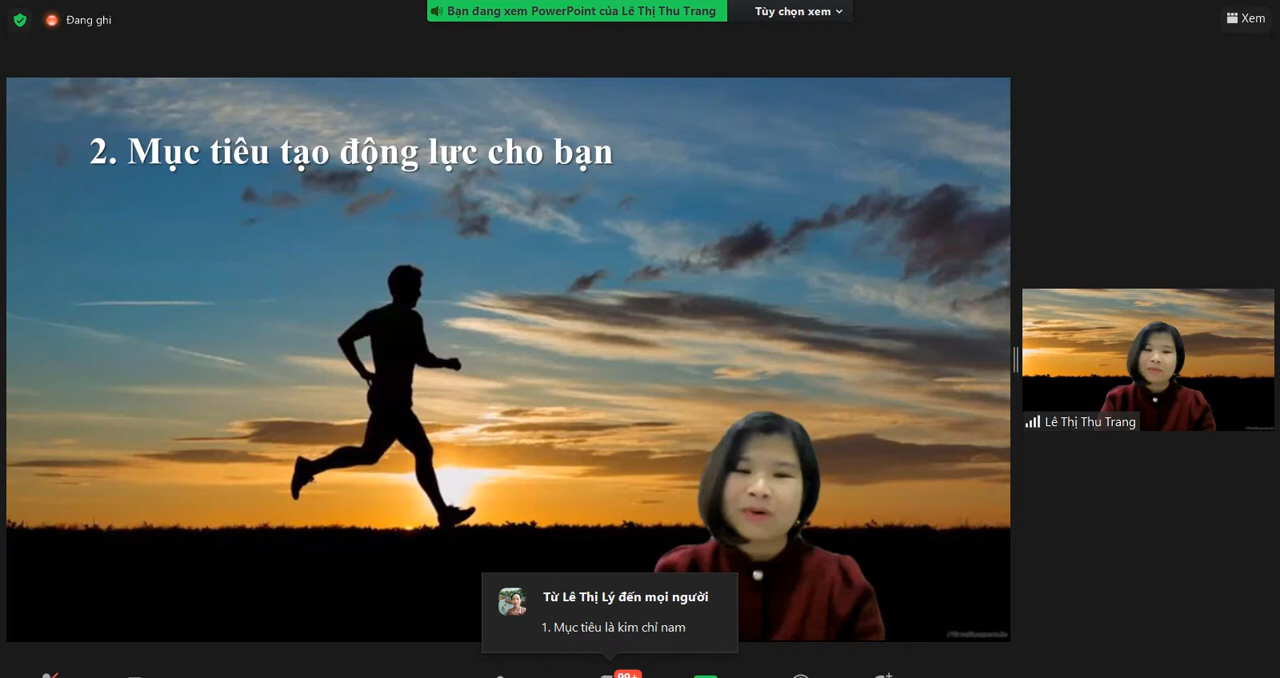 Đang ghi
Bạn đang xem PowerPoint của Lê Thị Thu Trang
Tùy chọn xem
Xem
2. Mục tiêu tạo động lực cho bạn
Lê Thị Thu Trang
Từ Lê Thị Lý đến mọi người
1. Mục tiêu là kim chỉ nam
99+